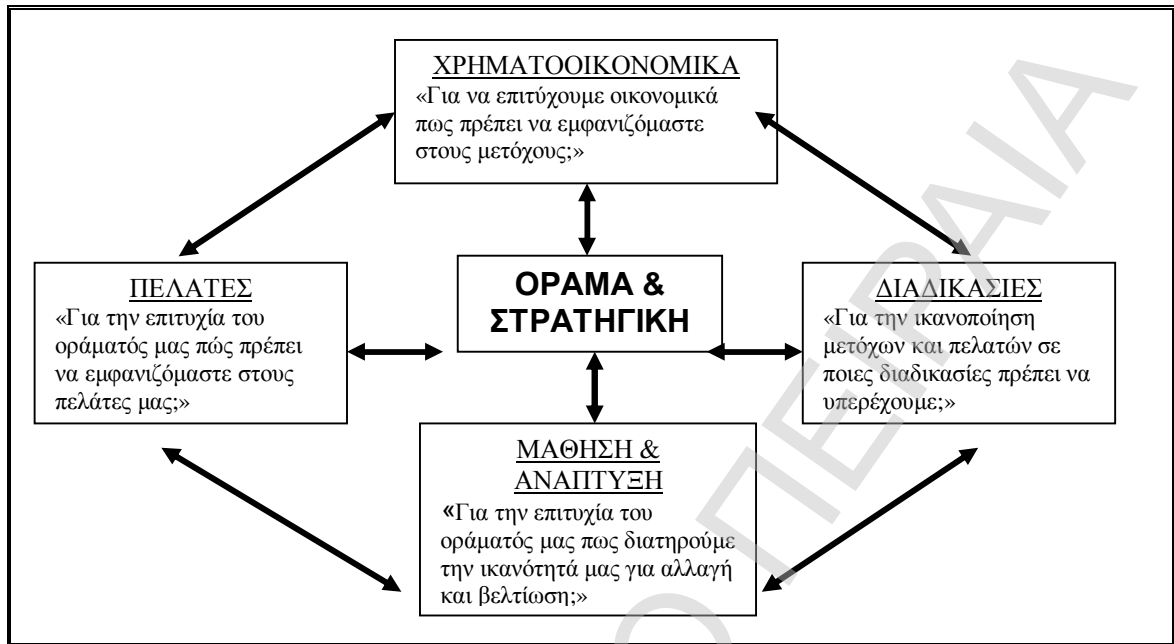 ΧΡΗΜΑΤΟΟΙΚΟΝΟΜΙΚΑ
«Για να επιτύχουμε οικονομικά
πως πρέπει να εμφανιζόμαστε
στους μετόχους;»
ΠΕΛΑΤΕΣ
«Για την επιτυχία του
οράματός μας πώς πρέπει
να εμφανιζόμαστε στους
πελάτες μας;»
ΟΡΑΜΑ &
ΣΤΡΑΤΗΓΙΚΗ
ΔΙΑΔΙΚΑΣΙΕΣ
«Για την ικανοποίηση
μετόχων και πελατών σε
ποιες διαδικασίες πρέπει να
υπερέχουμε;»
ΜΑΘΗΣΗ &
ΑΝΑΠΤΥΞΗ
«Για την επιτυχία του
οράματός μας πως διατηρούμε
την ικανότητά μας για αλλαγή
και βελτίωση;»
ΠΕΙΡΑΙΑ